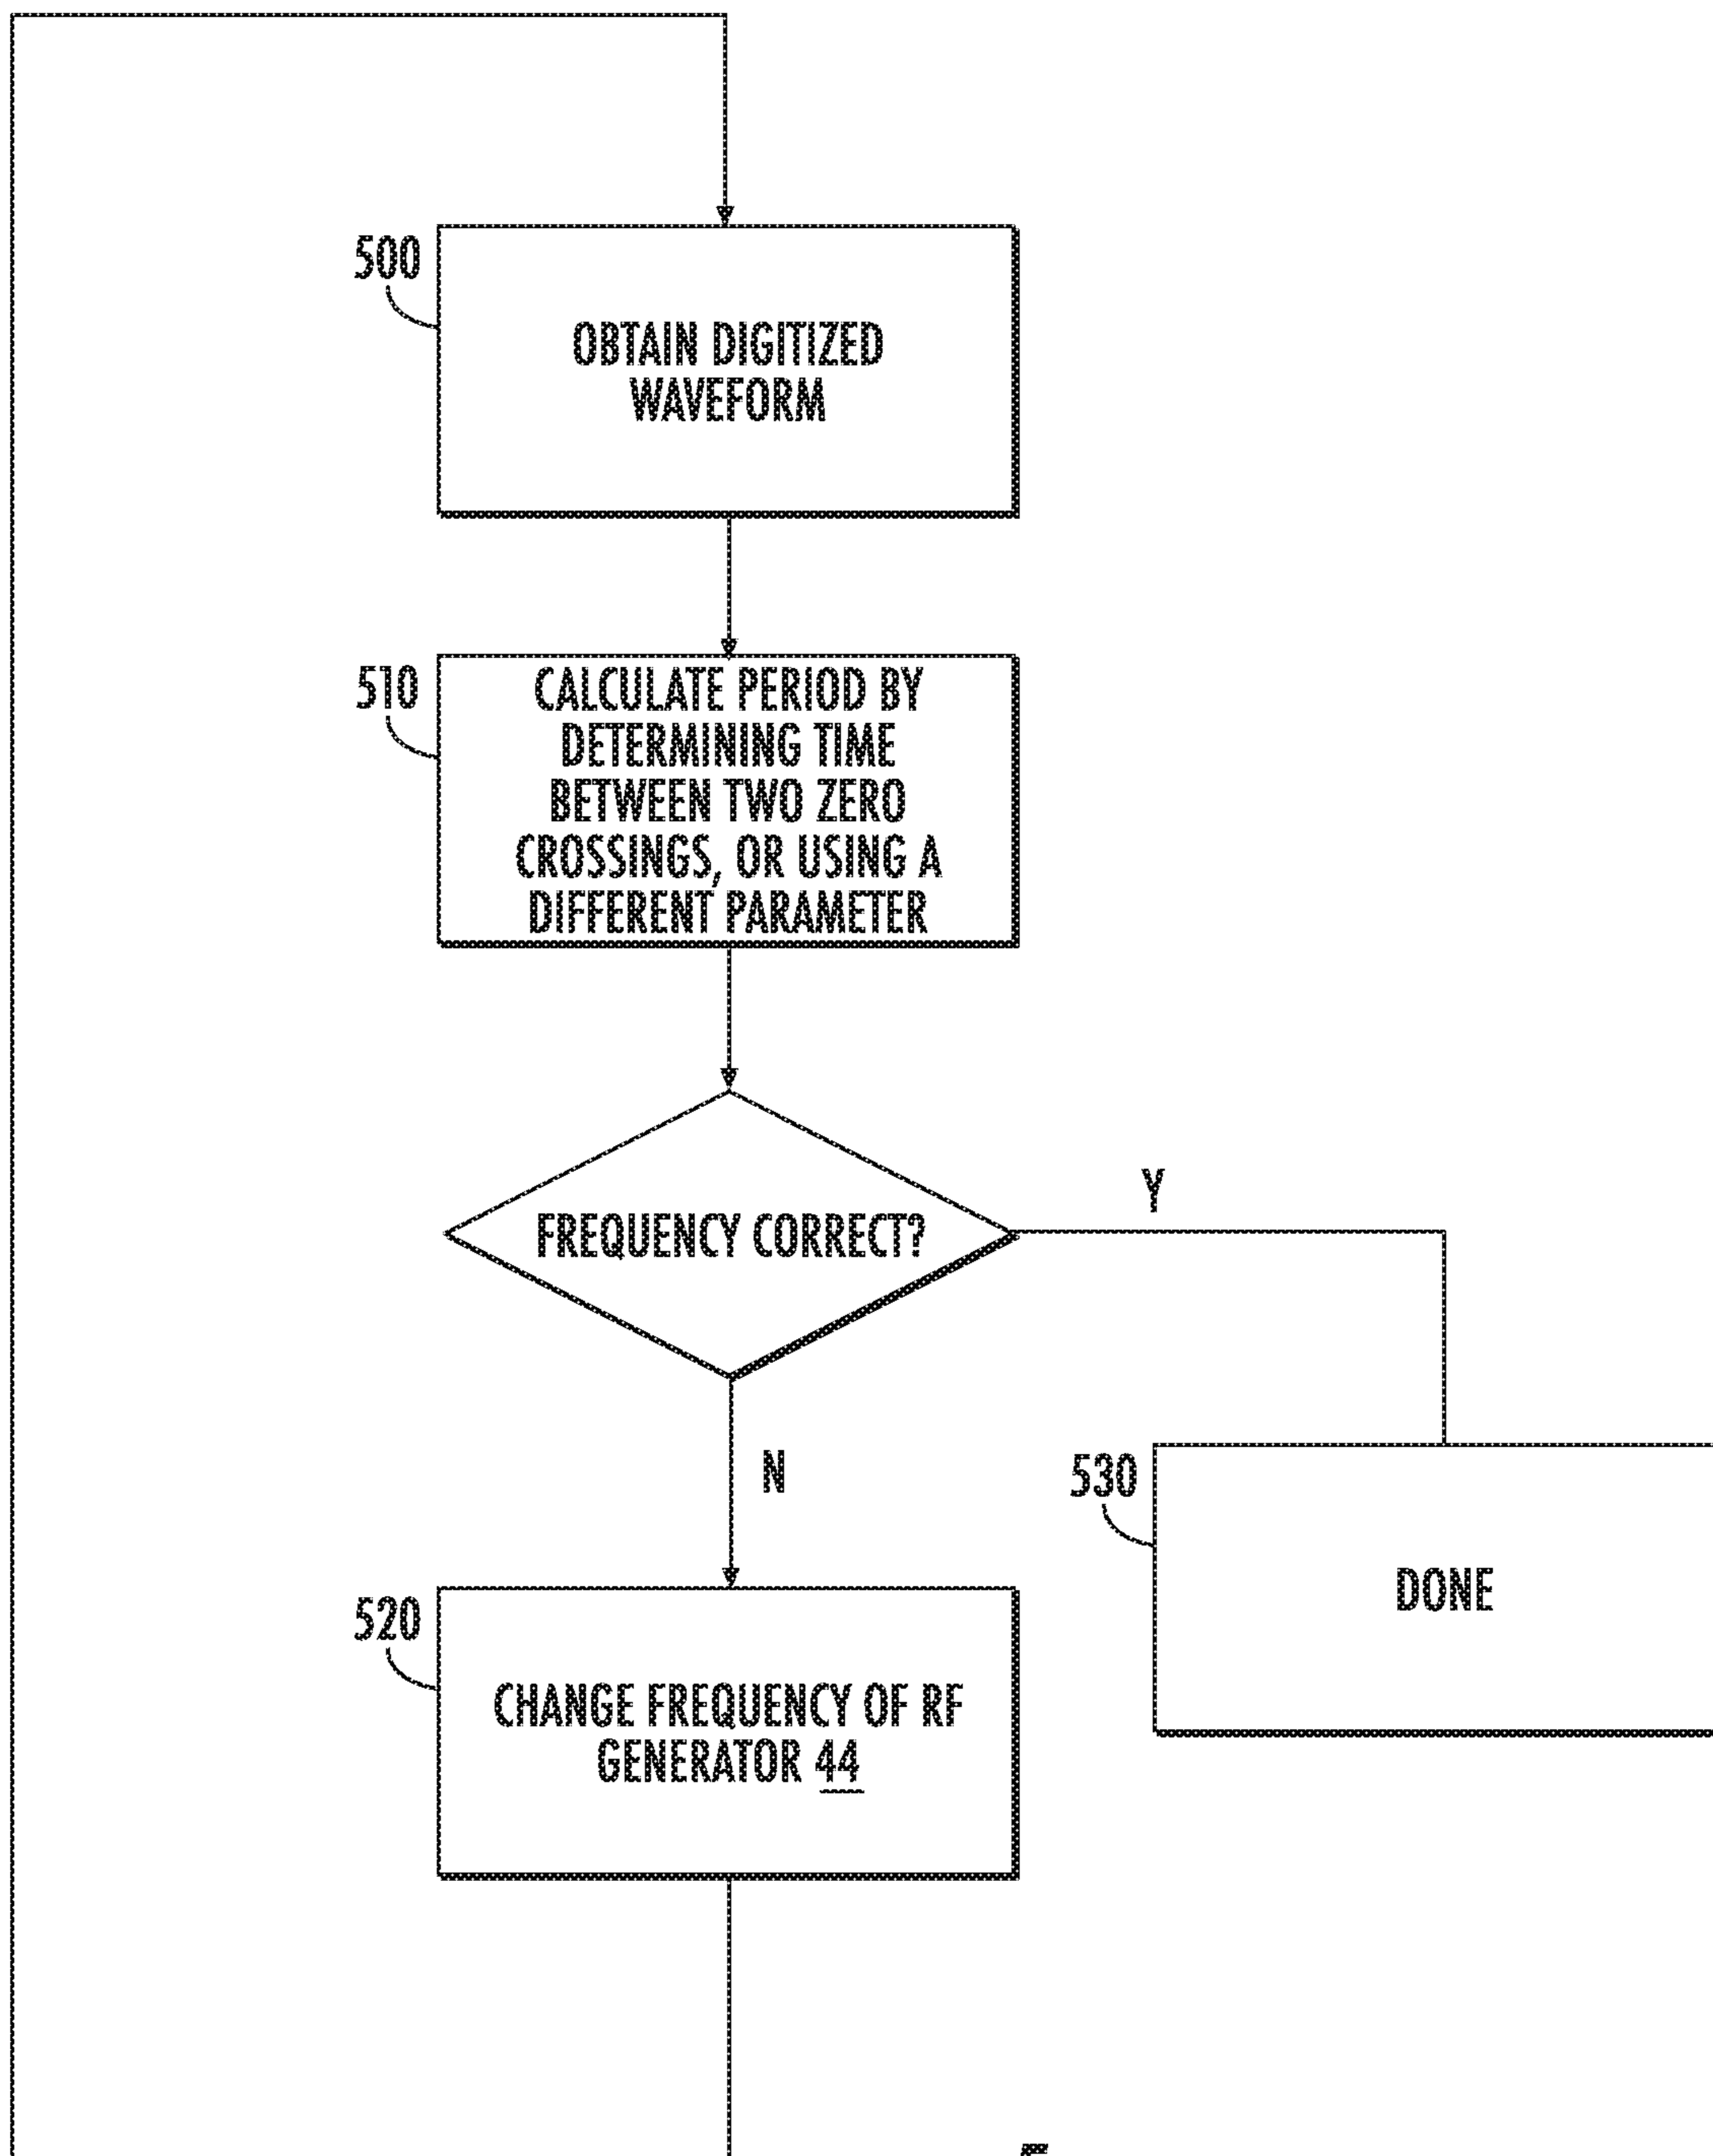 500
OBTAIN DIGITIZED
WAVEFORM
510
CALCULATE PERIOD BY
DETERMINING TIME
BETWEEN TWO ZERO
CROSSINGS, OR USING A
DIFFERENT PARAMETER
FREQUENCY CORRECT?
Y
N
530
DONE
520
CHANGE FREQUENCY OF RF
GENERATOR 44